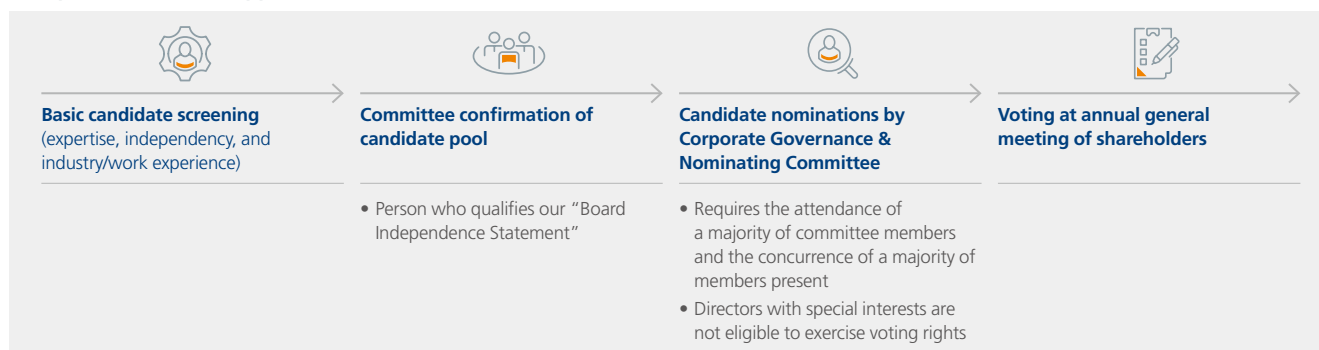 Basic candidate screening
(expertise, independency, and
industry/work experience)
Committee confirmation of
candidate pool
• Person who qualifies our “Board
Independence Statement”
Candidate nominations by
Corporate Governance &
Nominating Committee
• Requires the attendance of
a majority of committee members
and the concurrence of a majority of
members present
• Directors with special interests are
not eligible to exercise voting rights
Voting at annual general
meeting of shareholders